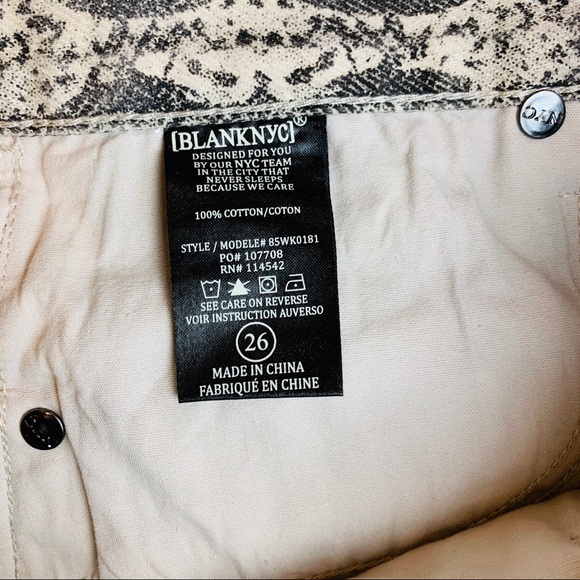 [BLANKNYC]®
DESIGNED FOR YOU
BY OUR NYC TEAM
IN THE CITY THAT
NEVER SLEEPS
BECAUSE WE CARE
100% COTTON/COTON
STYLE / MODELE# 85WK0181
PO# 107708
RN# 114542
SEE CARE ON REVERSE
VOIR INSTRUCTION AUVERSO
26
MADE IN CHINA
FABRIQUÉ EN CHINE
NYC